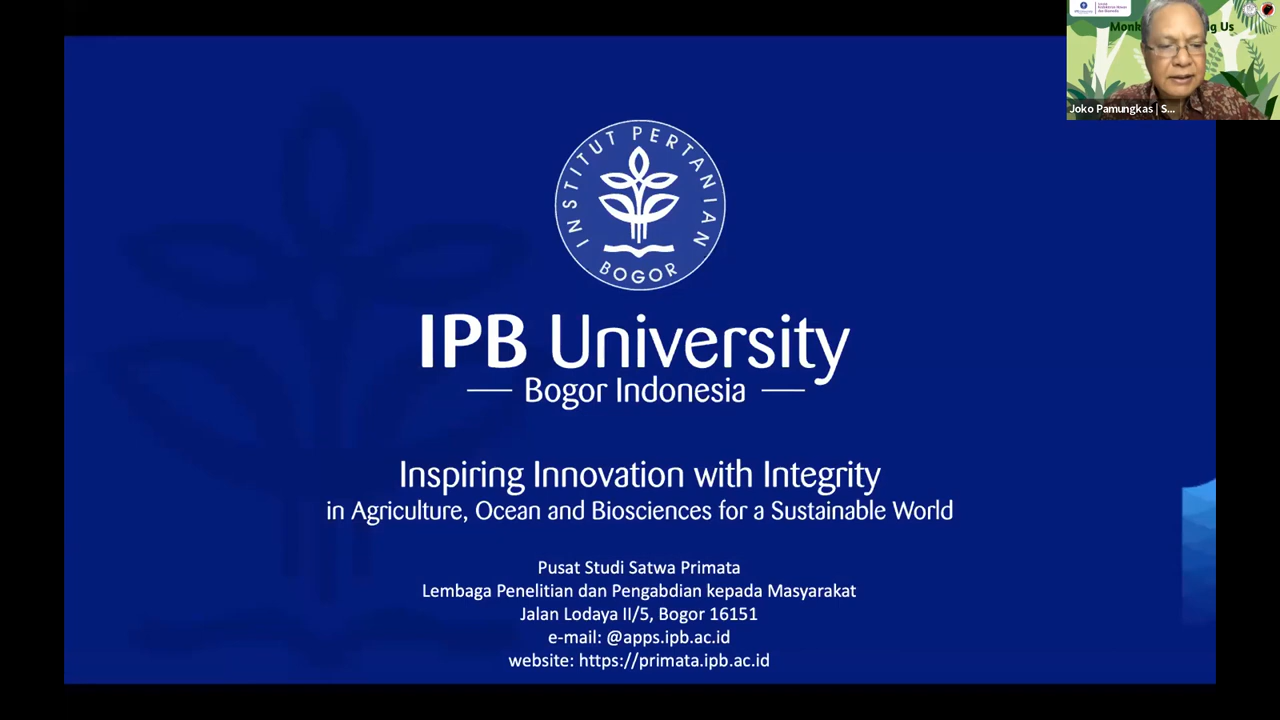 INSTITUT PERTANIAN
BOGOR
IPB University
Bogor Indonesia
Inspiring Innovation with Integrity
in Agriculture, Ocean and Biosciences for a Sustainable World
Pusat Studi Satwa Primata
Lembaga Penelitian dan Pengabdian kepada Masyarakat
Jalan Lodaya II/5, Bogor 16151
e-mail: @apps.ipb.ac.id
website: https://primata.ipb.ac.id
Us
Joko Pamungkas | S...